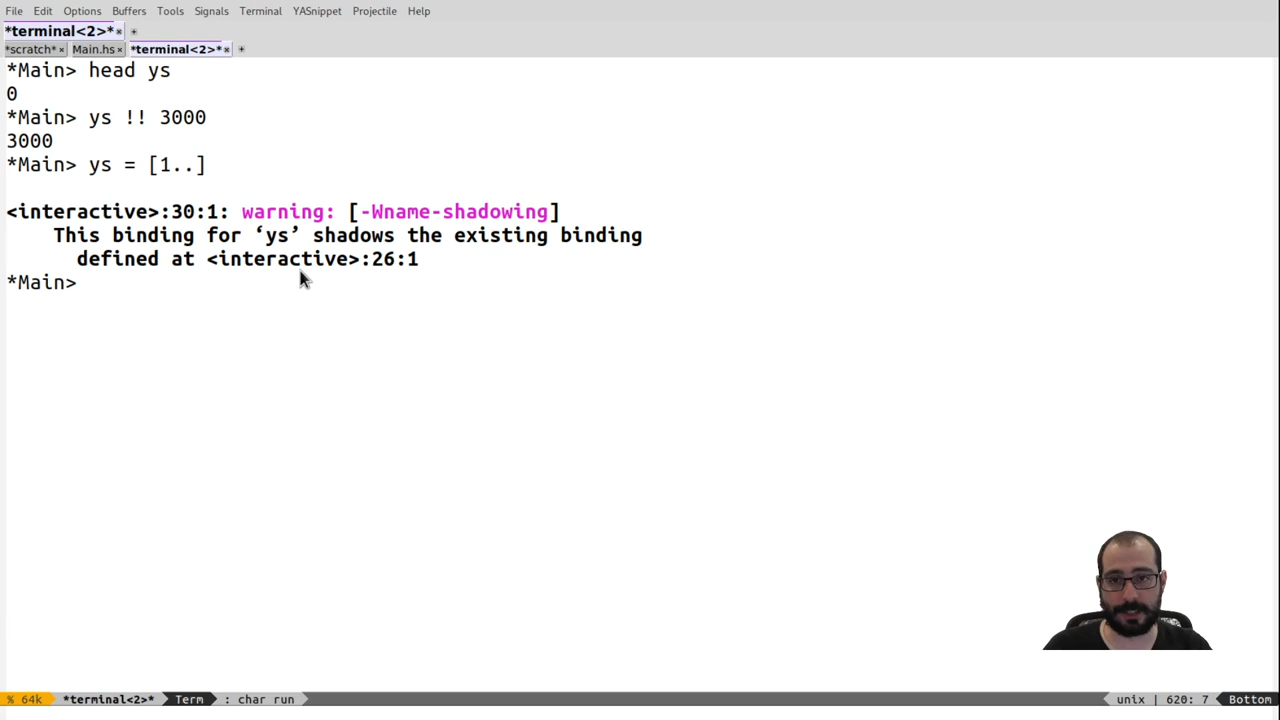 File Edit Options Buffers Tools Signals Terminal YASnippet Projectile Help
*terminal<2>*× +
*scratch*× Main.hs× *terminal<2>*× +
*Main> head ys
0
*Main> ys !! 3000
3000
*Main> ys = [1..]
<interactive>:30:1: warning: [-Wname-shadowing]
This binding for ‘ys’ shadows the existing binding
defined at <interactive>:26:1
*Main>
% 64k *terminal<2>* Term : char run unix | 620: 7 Bottom